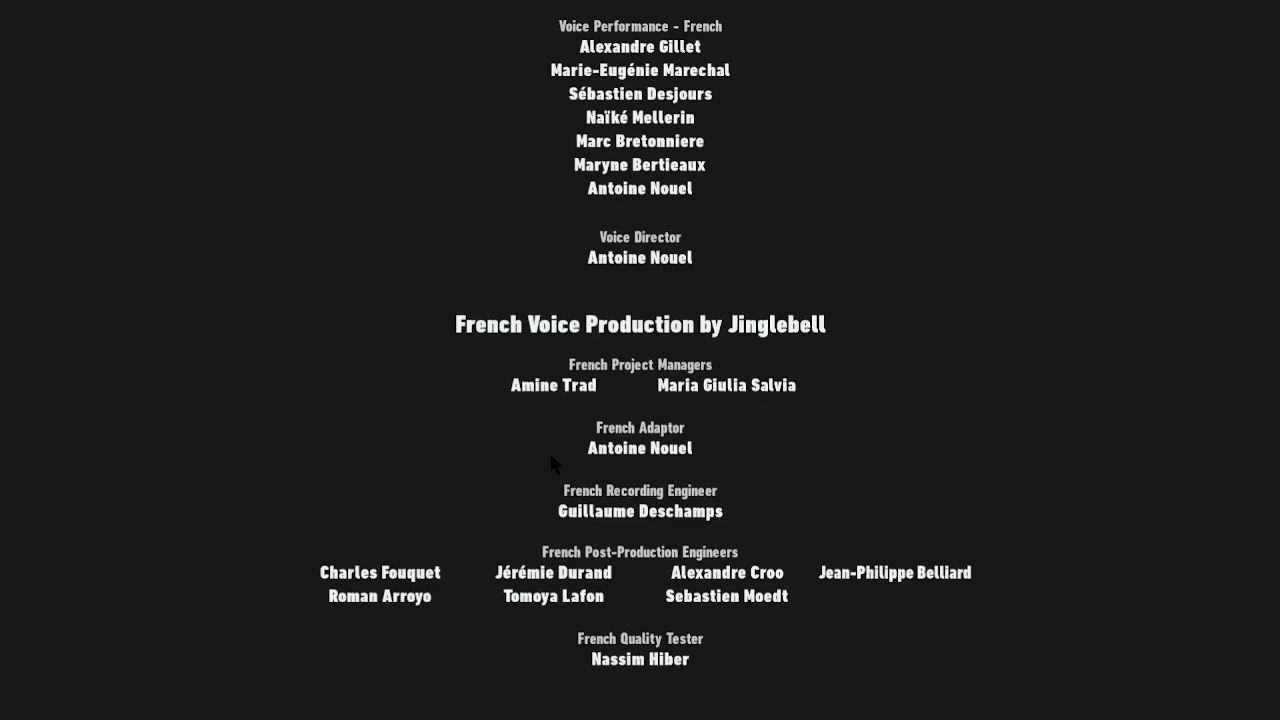 Voice Performance - French
Alexandre Gillet
Marie-Eugénie Marechal
Sébastien Desjours
Naïké Mellerin
Marc Bretonniere
Maryne Bertieaux
Antoine Nouel
Voice Director
Antoine Nouel
French Voice Production by Jinglebell
French Project Managers
Amine Trad Maria Giulia Salvia
French Adaptor
Antoine Nouel
French Recording Engineer
Guillaume Deschamps
French Post-Production Engineers
Charles Fouquet Jérémie Durand Alexandre Croo Jean-Philippe Belliard
Roman Arroyo Tomoya Lafon Sebastien Moedt
French Quality Tester
Nassim Hiber